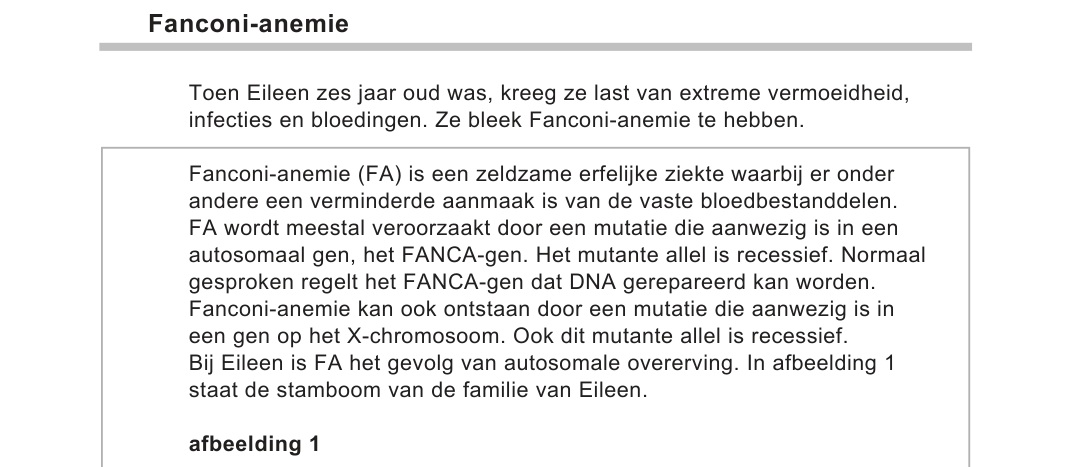 Fanconi-anemie
Toen Eileen zes jaar oud was, kreeg ze last van extreme vermoeidheid,
infecties en bloedingen. Ze bleek Fanconi-anemie te hebben.
Fanconi-anemie (FA) is een zeldzame erfelijke ziekte waarbij er onder
andere een verminderde aanmaak is van de vaste bloedbestanddelen.
FA wordt meestal veroorzaakt door een mutatie die aanwezig is in een
autosomaal gen, het FANCA-gen. Het mutante allel is recessief. Normaal
gesproken regelt het FANCA-gen dat DNA gerepareerd kan worden.
Fanconi-anemie kan ook ontstaan door een mutatie die aanwezig is in
een gen op het X-chromosoom. Ook dit mutante allel is recessief.
Bij Eileen is FA het gevolg van autosomale overerving. In afbeelding 1
staat de stamboom van de familie van Eileen.
afbeelding 1